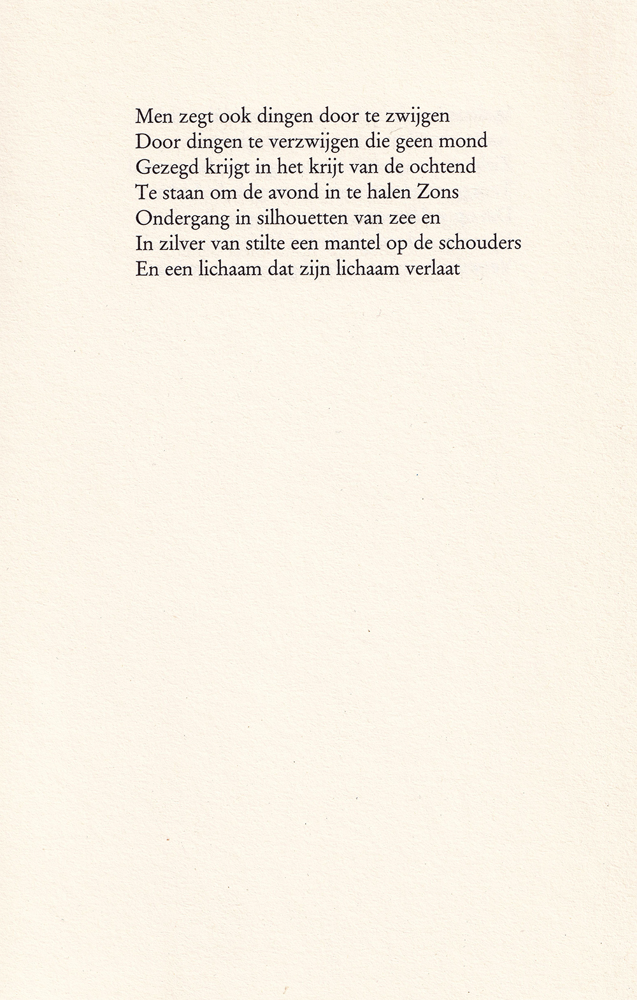 Men zegt ook dingen door te zwijgen
Door dingen te verzwijgen die geen mond
Gezegd krijgt in het krijt van de ochtend
Te staan om de avond in te halen Zons
Ondergang in silhouetten van zee en
In zilver van stilte een mantel op de schouders
En een lichaam dat zijn lichaam verlaat